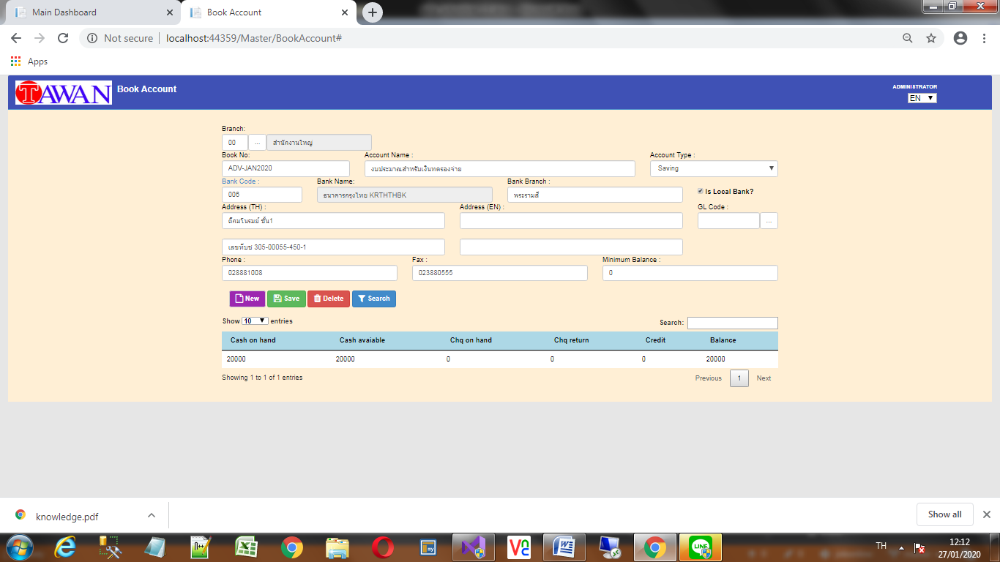 Main Dashboard
Book Account
Not secure
localhost:44359/Master/BookAccount#
Apps
TAWAN
Book Account
ADMINISTRATOR
EN
Branch:
00 ... สำนักงานใหญ่
Book No: Account Name : Account Type :
ADV-JAN2020 งบประมาณสำหรับเงินทดรองจ่าย Saving
Bank Code : Bank Name: Bank Branch :
006 ธนาคารกรุงไทย KRTHTHBK พระรามสี่ Is Local Bank?
Address (TH) : Address (EN) : GL Code :
ตึกมโนรมย์ ชั้น1 ...
305-00055-450-1
Phone : Fax : Minimum Balance :
028881008 023880555 0
New Save Delete Search
Show 10 entries Search:
Cash on hand Cash avaiable Chq on hand Chq return Credit Balance
20000 20000 0 0 0 20000
Showing 1 to 1 of 1 entries Previous 1 Next
knowledge.pdf
Show all
TH
12:12
27/01/2020